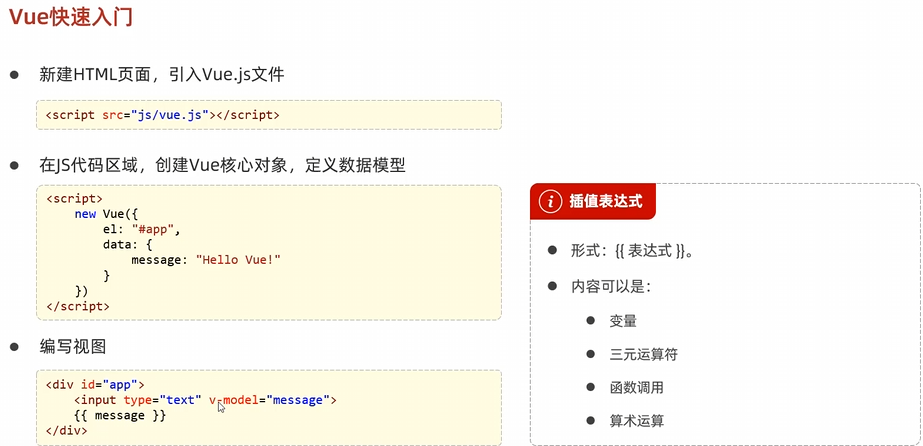 Vue快速入门
● 新建HTML页面，引入Vue.js文件
<script src="js/vue.js"></script>
● 在JS代码区域，创建Vue核心对象，定义数据模型
<script>
    new Vue({
        el: "#app",
        data: {
            message: "Hello Vue!"
        }
    })
</script>
● 编写视图
<div id="app">
    <input type="text" v-model="message">
    {{ message }}
</div>
i 插值表达式
● 形式：{{ 表达式 }}。
● 内容可以是：
● 变量
● 三元运算符
● 函数调用
● 算术运算